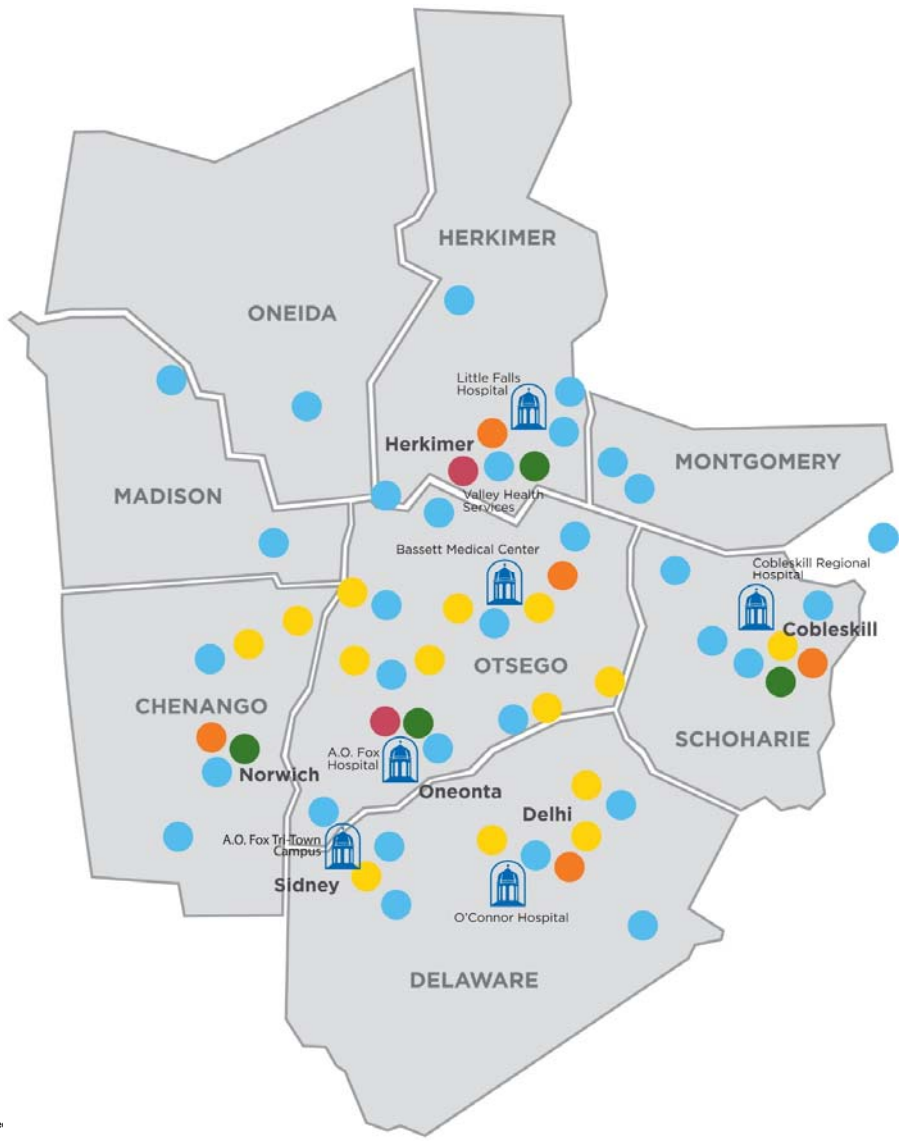 HERKIMER
ONEIDA
Little Falls
Hospital
Herkimer
MONTGOMERY
MADISON
Valley Health
Services
Bassett Medical Center
Cobleskill Regional
Hospital
Cobleskill
OTSEGO
CHENANGO
SCHOHARIE
A.O. Fox
Hospital
Norwich
Oneonta
Delhi
A.O. Fox Tri-Town
Campus
Sidney
O'Connor Hospital
DELAWARE